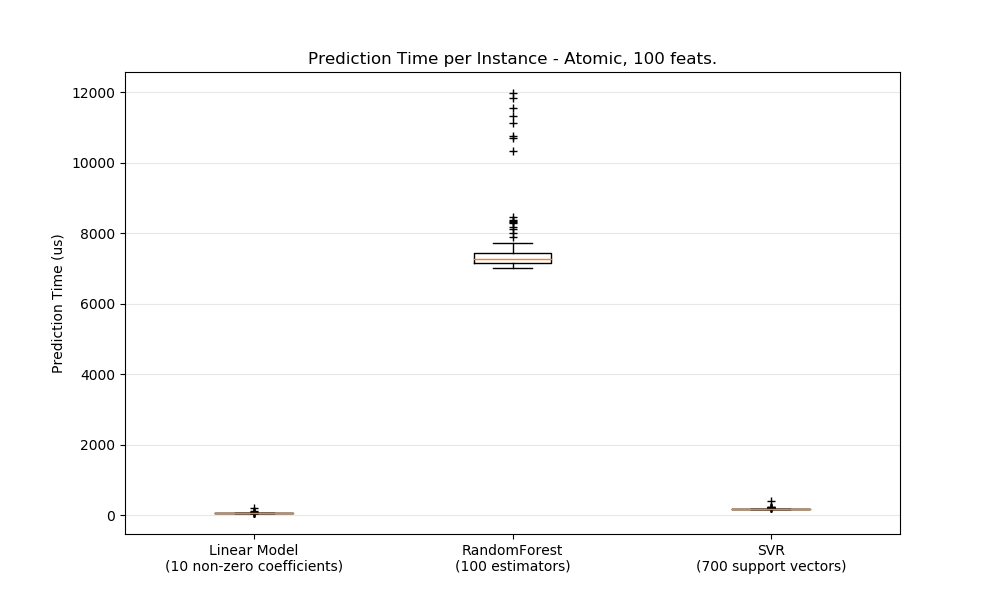 Prediction Time per Instance - Atomic, 100 feats.
12000
10000
8000
6000
4000
2000
0
Prediction Time (us)
Linear Model
(10 non-zero coefficients)
RandomForest
(100 estimators)
SVR
(700 support vectors)